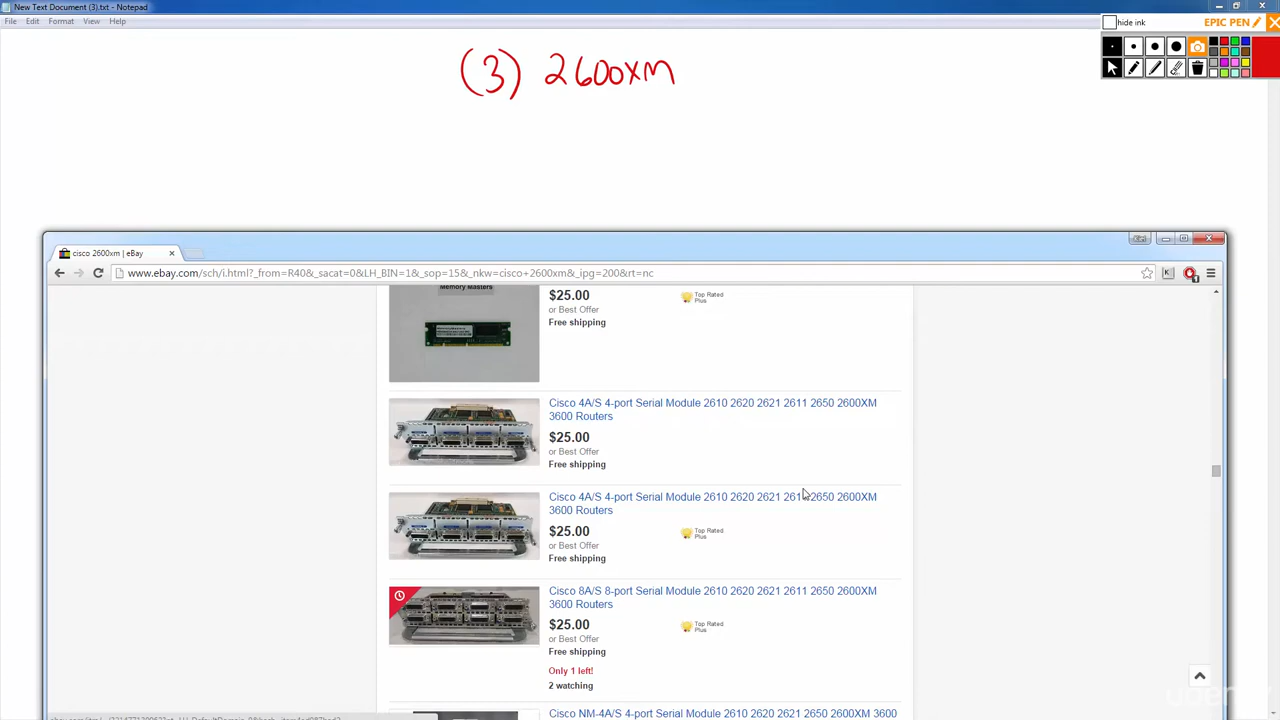 New Text Document (3).txt - Notepad
File Edit Format View Help
hide ink
EPIC PEN
(3) 2600xm
cisco 2600xm | eBay
www.ebay.com/sch/i.html?_from=R40&_sacat=0&LH_BIN=1&_sop=15&_nkw=cisco+2600xm&_ipg=200&rt=nc
Memory Masters
$25.00
Top Rated
Plus
or Best Offer
Free shipping
Cisco 4A/S 4-port Serial Module 2610 2620 2621 2611 2650 2600XM
3600 Routers
$25.00
or Best Offer
Free shipping
Cisco 4A/S 4-port Serial Module 2610 2620 2621 2611 2650 2600XM
3600 Routers
$25.00
Top Rated
Plus
or Best Offer
Free shipping
Cisco 8A/S 8-port Serial Module 2610 2620 2621 2611 2650 2600XM
3600 Routers
$25.00
Top Rated
Plus
or Best Offer
Free shipping
Only 1 left!
2 watching
Cisco NM-4A/S 4-port Serial Module 2610 2620 2621 2650 2600XM 3600